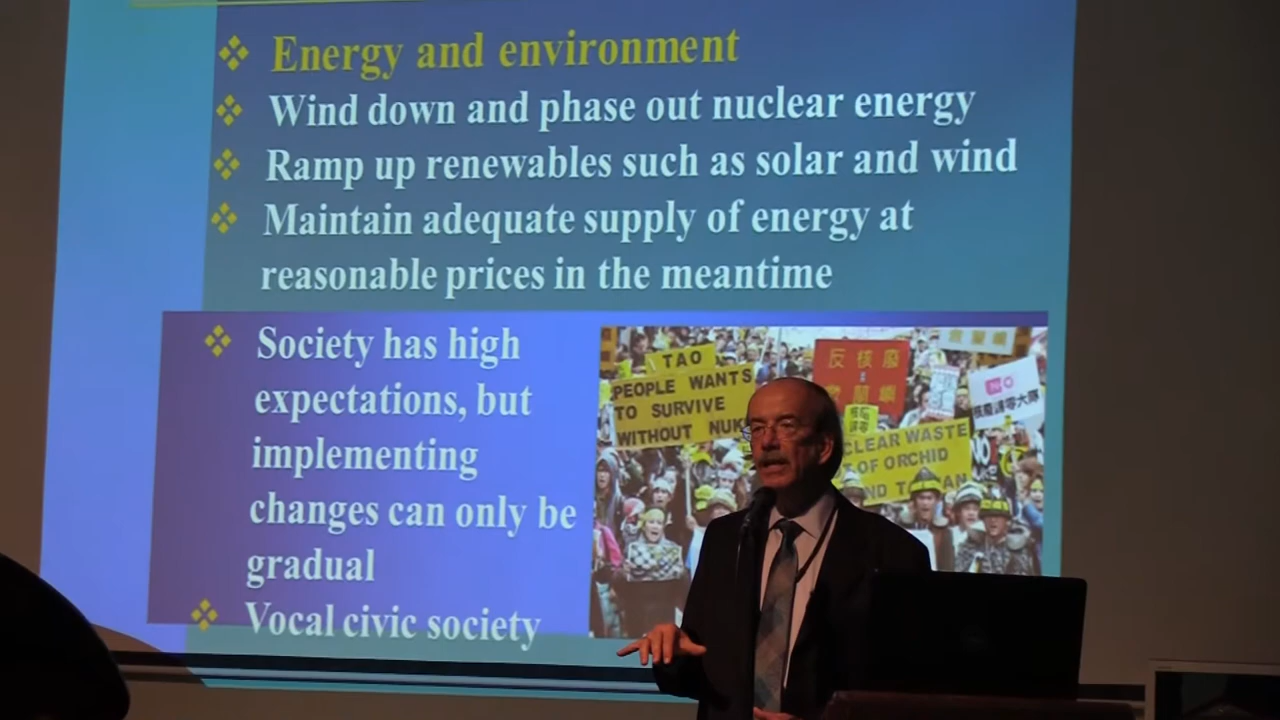 Energy and environment
Wind down and phase out nuclear energy
Ramp up renewables such as solar and wind
Maintain adequate supply of energy at
reasonable prices in the meantime
Society has high
expectations, but
implementing
changes can only be
gradual
Vocal civic society
TAO
PEOPLE WANTS
TO SURVIVE
WITHOUT NUK
反核廢
CLEAR WASTE
OF ORCHID
ND
NO
NO